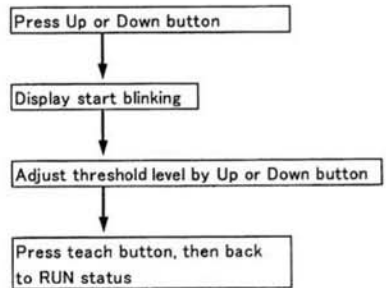 Press Up or Down button
Display start blinking
Adjust threshold level by Up or Down button
Press teach button, then back
to RUN status